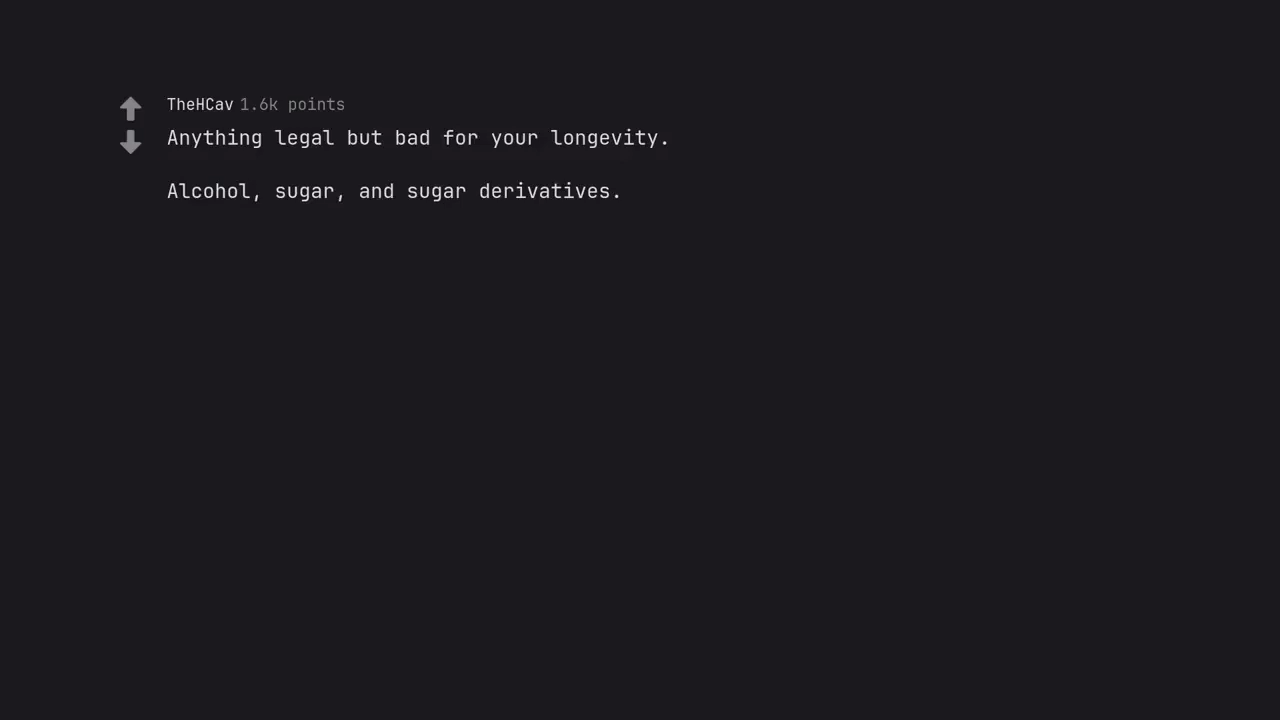 TheHCav 1.6k points
Anything legal but bad for your longevity.
Alcohol, sugar, and sugar derivatives.